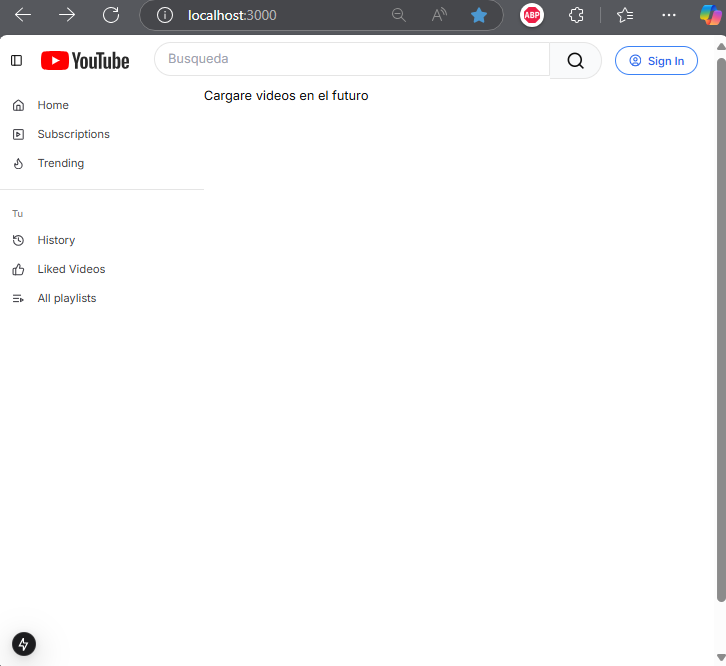 localhost:3000
ABP
YouTube
Busqueda
Sign In
Cargare videos en el futuro
Home
Subscriptions
Trending
Tu
History
Liked Videos
All playlists